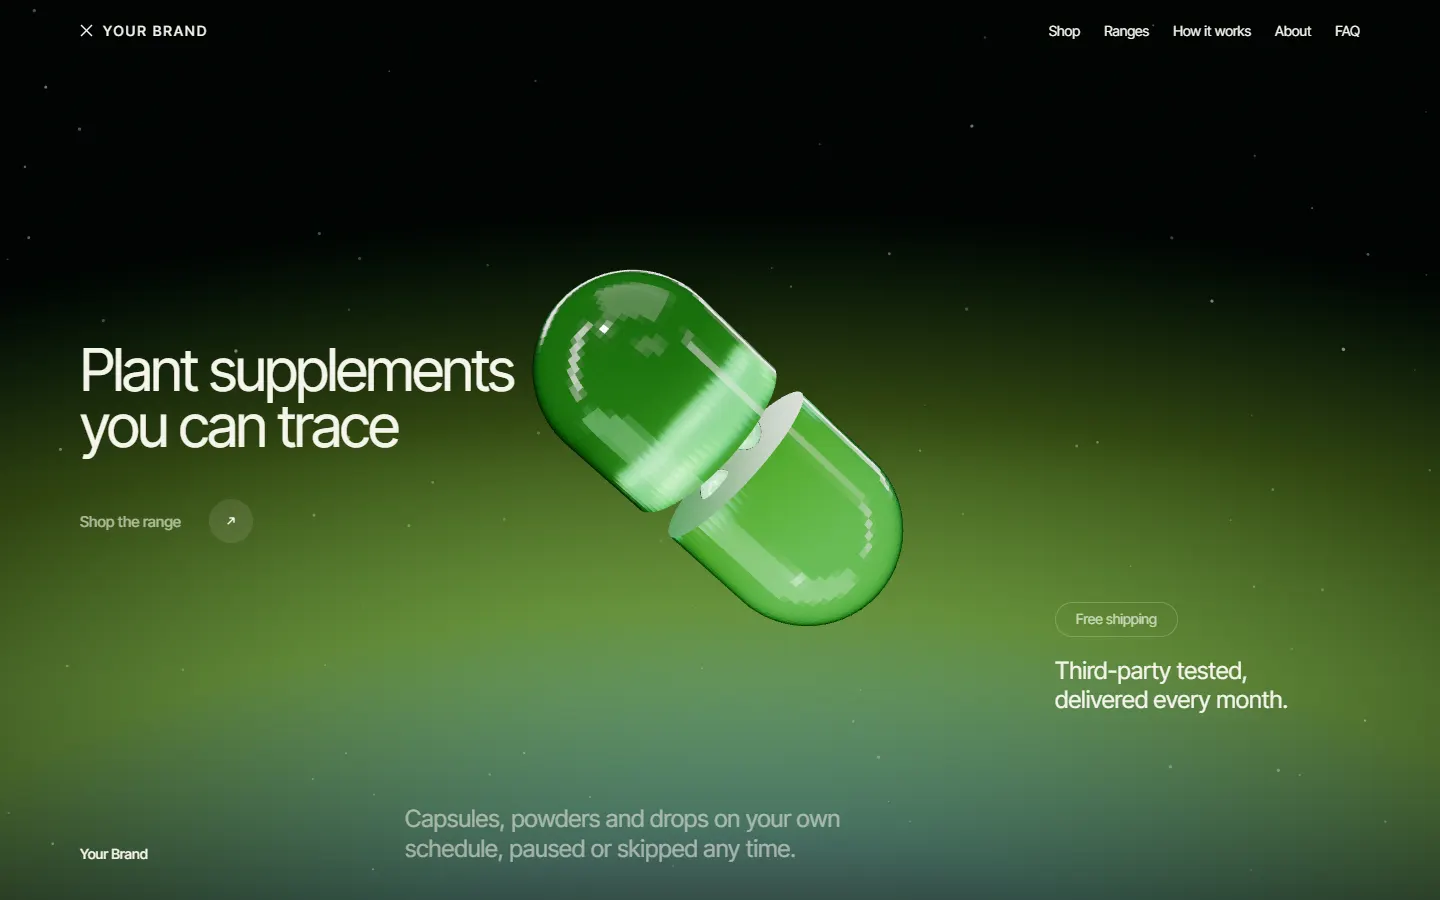 YOUR BRAND
Shop
Ranges
How it works
About
FAQ
Plant supplements
you can trace
Shop the range
Free shipping
Third-party tested,
delivered every month.
Capsules, powders and drops on your own
schedule, paused or skipped any time.
Your Brand